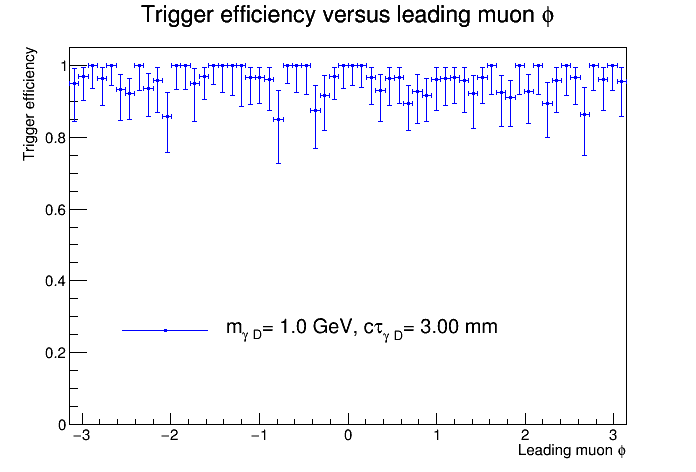 Trigger efficiency versus leading muon ϕ
Trigger efficiency
1
0.8
0.6
0.4
0.2
0
mγ D= 1.0 GeV, cτγ D= 3.00 mm
−3 −2 −1 0 1 2 3
Leading muon ϕ